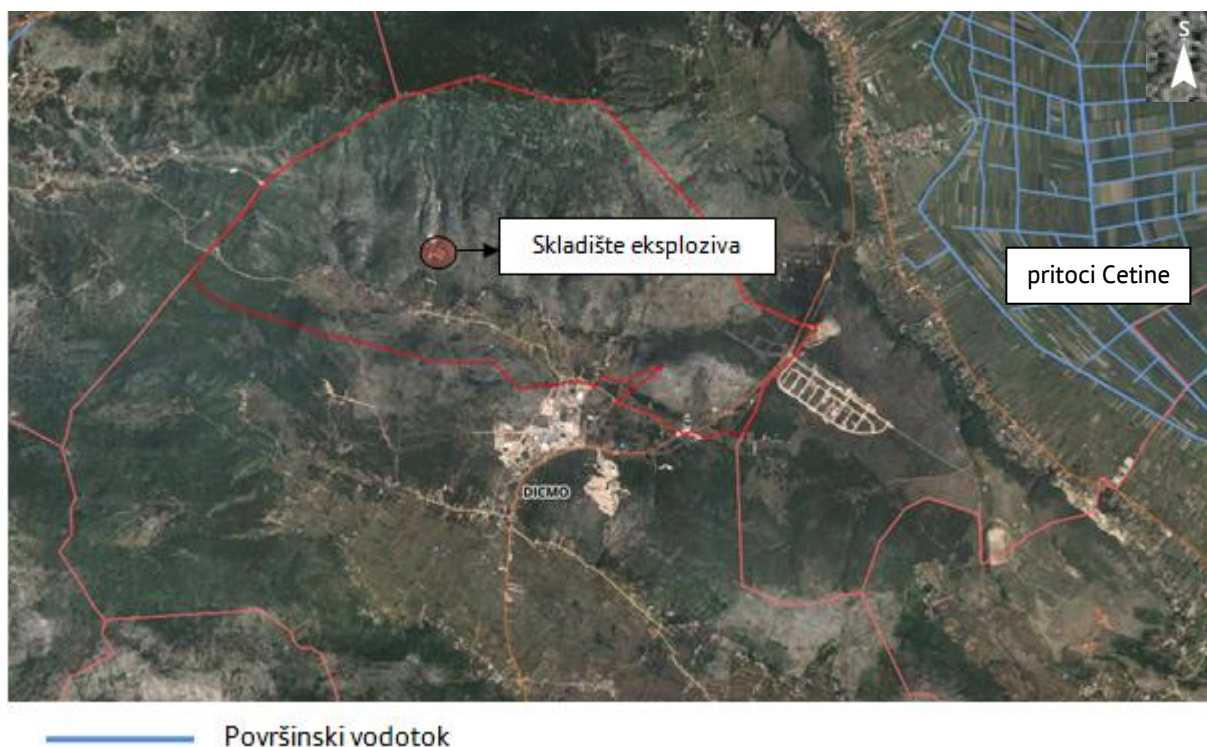 S
Skladište eksploziva
pritoci Cetine
DICMO
Površinski vodotok